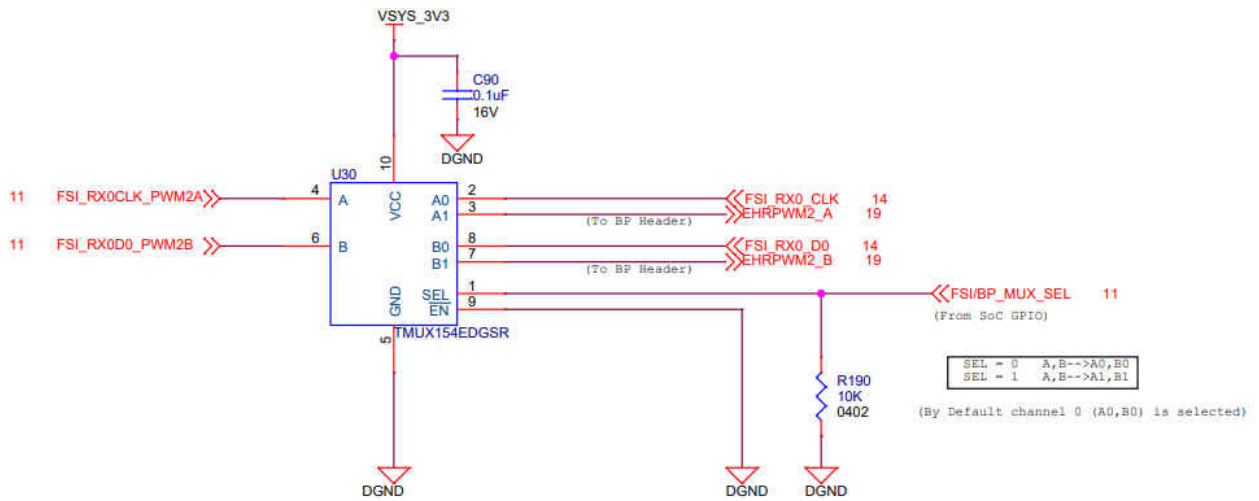 VSYS_3V3
C90
0.1uF
16V
DGND
U30
10
11 FSI_RX0CLK_PWM2A 4 A VCC A0 2 FSI_RX0_CLK 14
A1 3 (To BP Header) EHRPWM2_A 19
11 FSI_RX0D0_PWM2B 6 B B0 8 FSI_RX0_D0 14
B1 7 (To BP Header) EHRPWM2_B 19
GND SEL 1 FSI/BP_MUX_SEL 11
EN 9 (From SoC GPIO)
TMUX154EDGSR
5
SEL = 0 A,B-->A0,B0
SEL = 1 A,B-->A1,B1
R190
10K
0402
(By Default channel 0 (A0,B0) is selected)
DGND DGND DGND